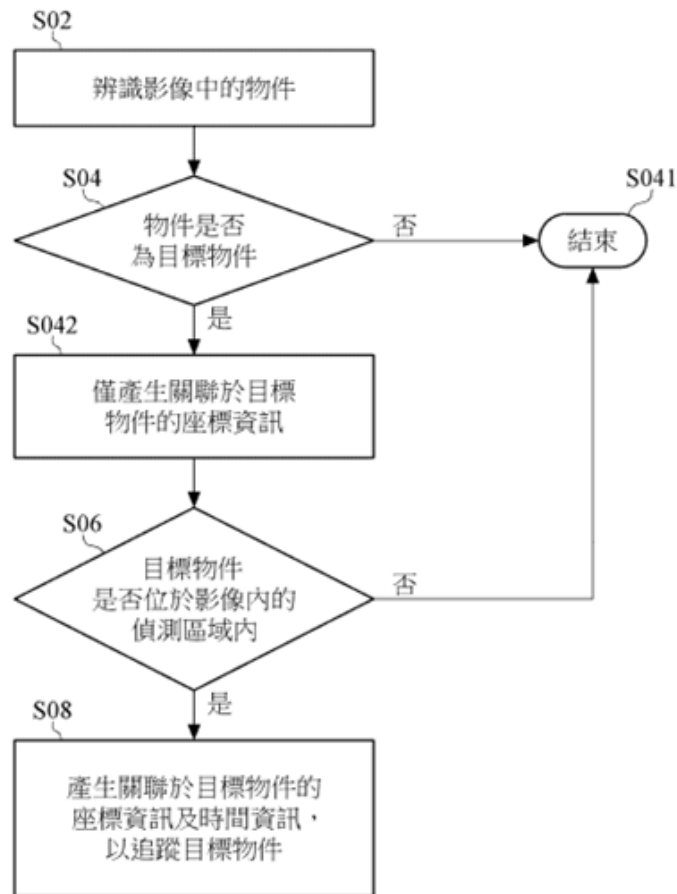 S02
辨識影像中的物件
S04
物件是否
為目標物件
否
S041
結束
是
S042
僅產生關聯於目標
物件的座標資訊
S06
目標物件
是否位於影像內的
偵測區域內
否
是
S08
產生關聯於目標物件的
座標資訊及時間資訊，
以追蹤目標物件